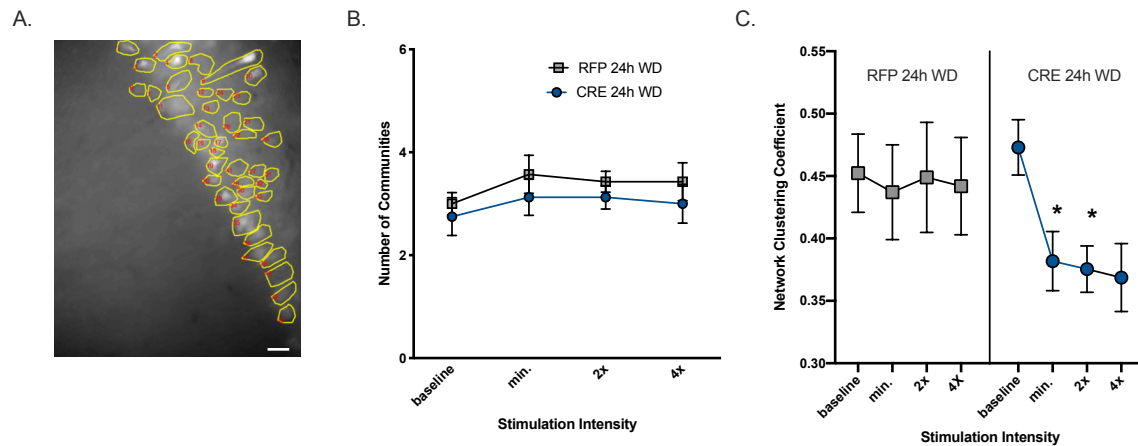 A.
B.
Number of Communities
6
4
2
0
RFP 24h WD
CRE 24h WD
baseline
min.
2x
4x
Stimulation Intensity
C.
Network Clustering Coefficient
0.55
0.50
0.45
0.40
0.35
0.30
RFP 24h WD
CRE 24h WD
* *
baseline
min.
2x
4X
baseline
min.
2x
4x
Stimulation Intensity